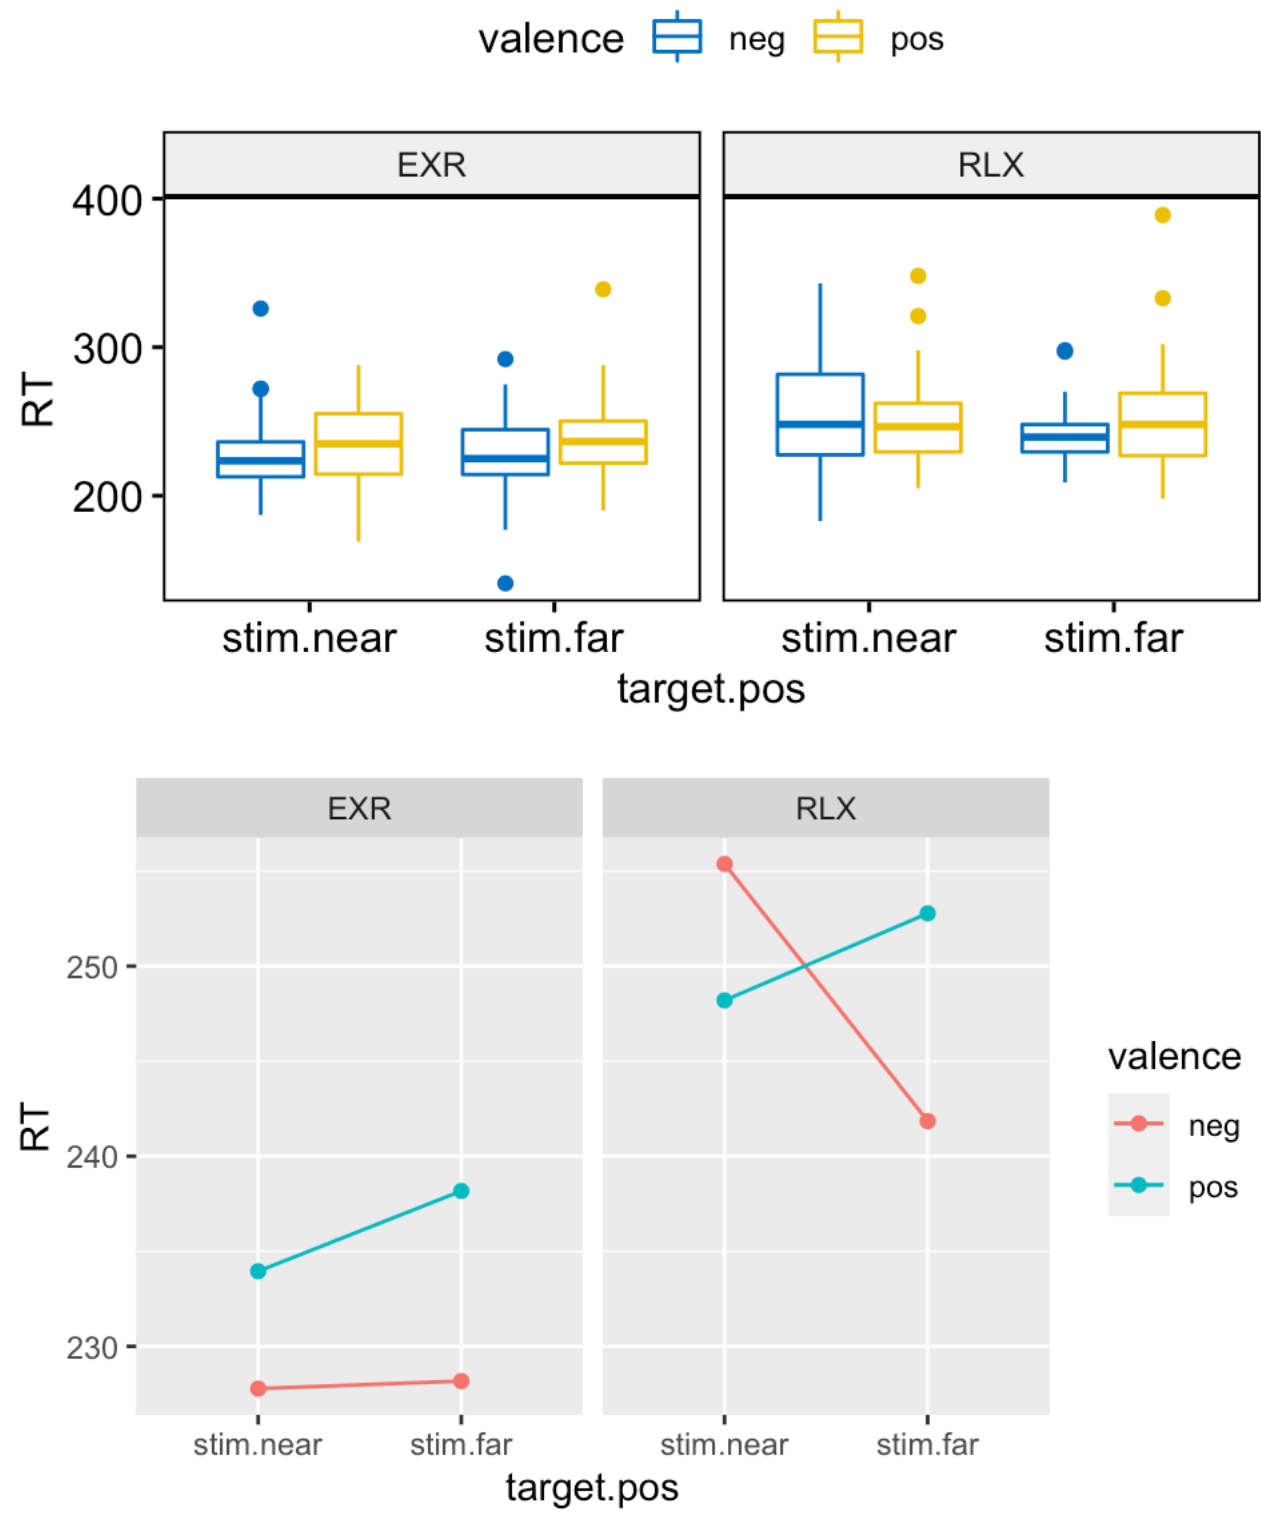 valence neg pos
EXR RLX
400
300
200
RT
stim.near stim.far stim.near stim.far
target.pos
EXR RLX
250
240
230
RT
stim.near stim.far stim.near stim.far
target.pos
valence
neg
pos